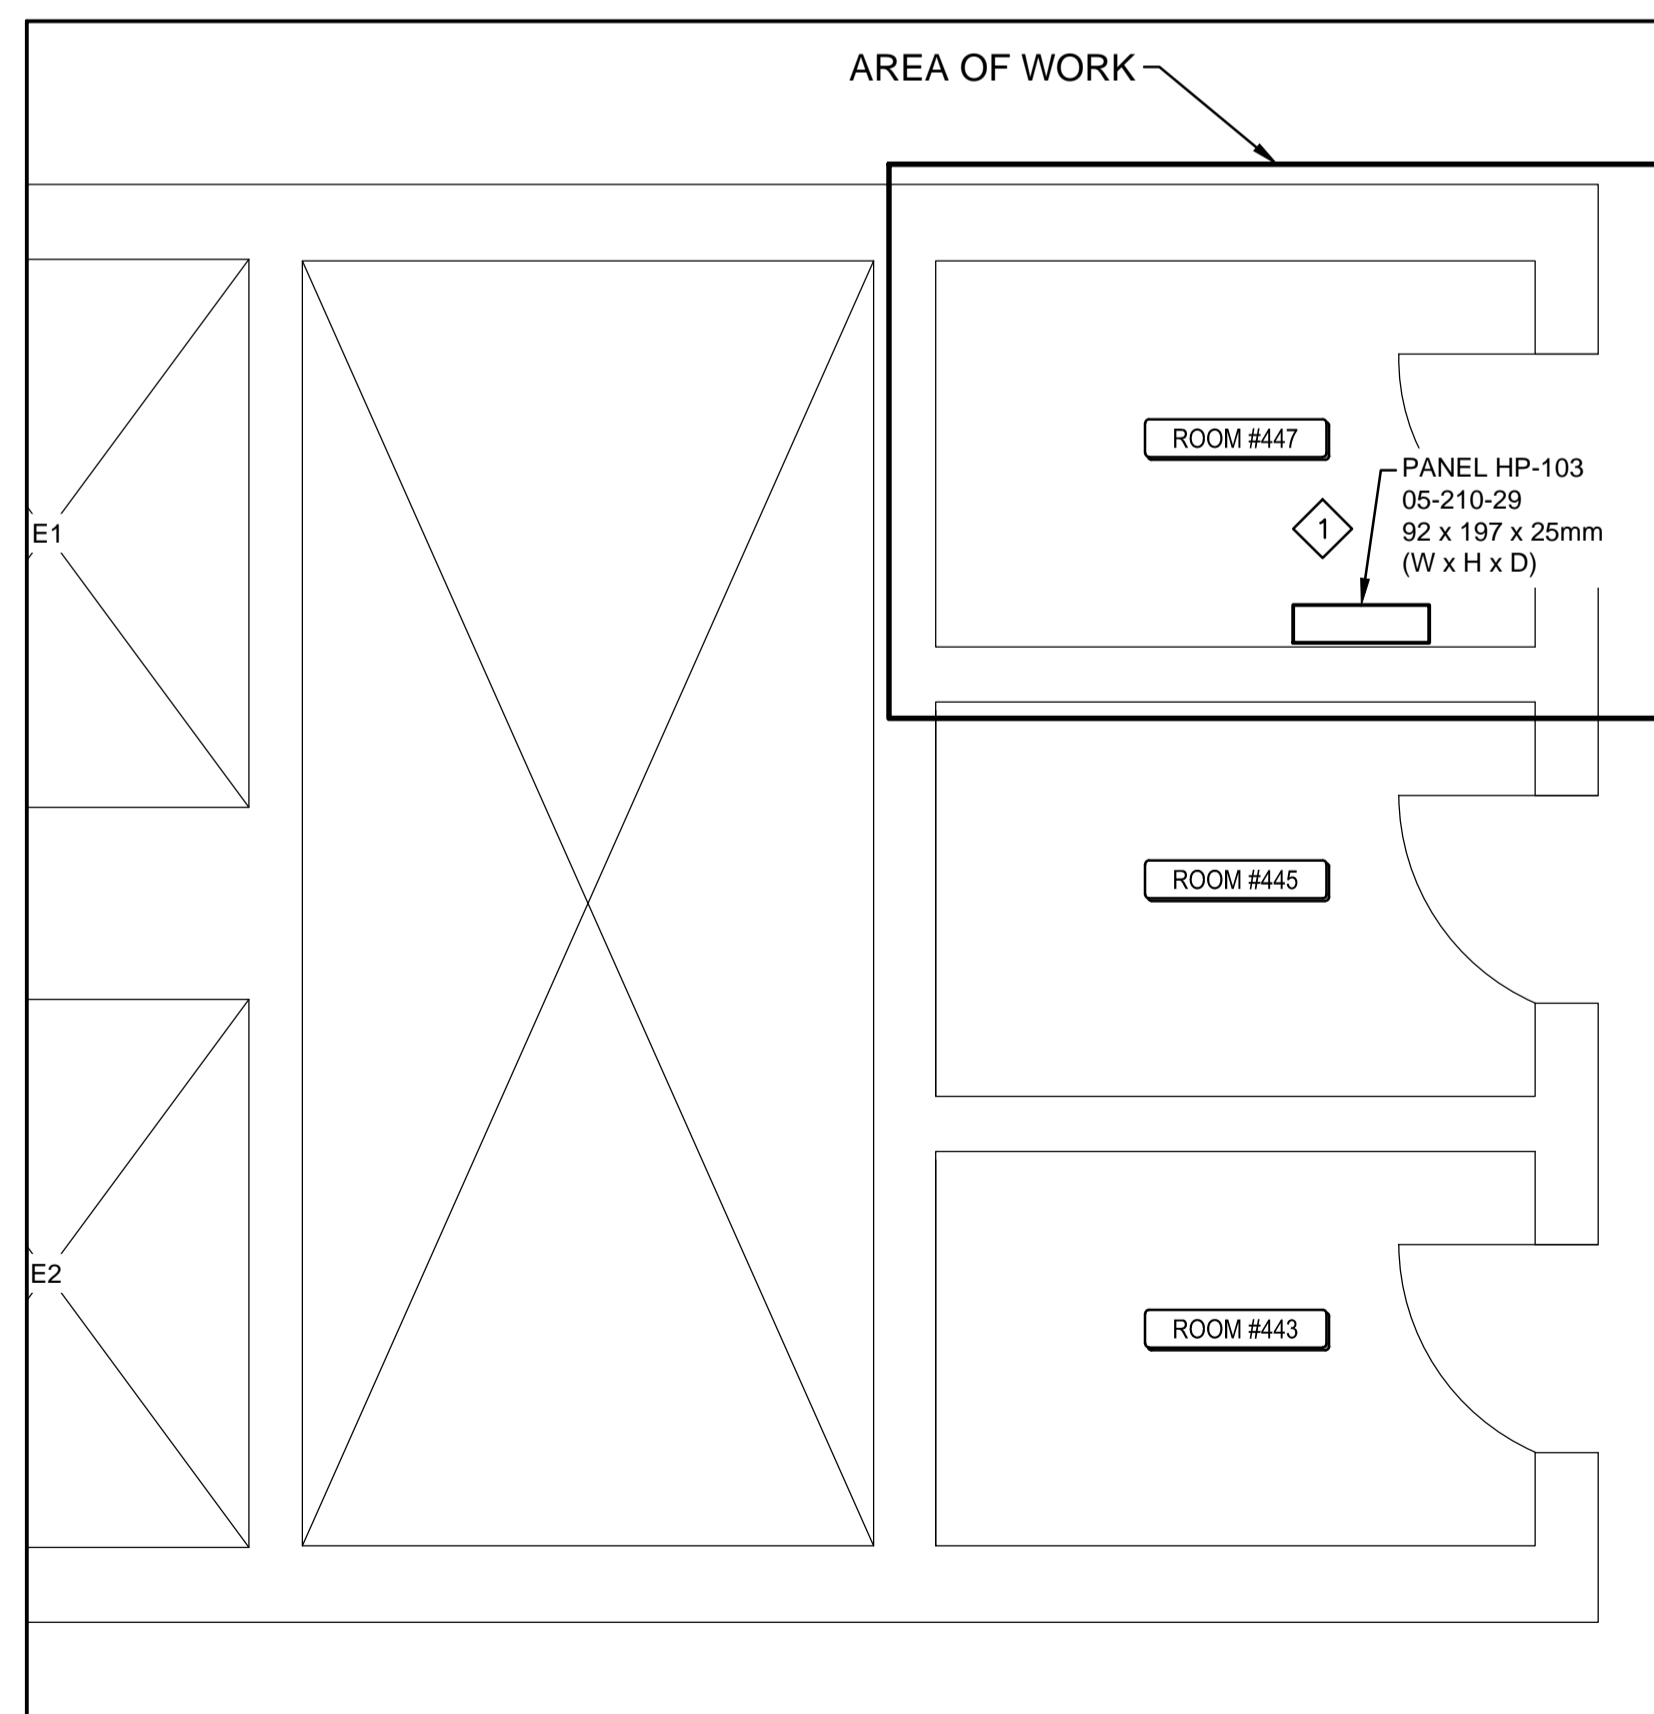 AREA OF WORK
ROOM #447
PANEL HP-103
05-210-29
92 x 197 x 25mm
(W x H x D)
1
E1
ROOM #445
E2
ROOM #443